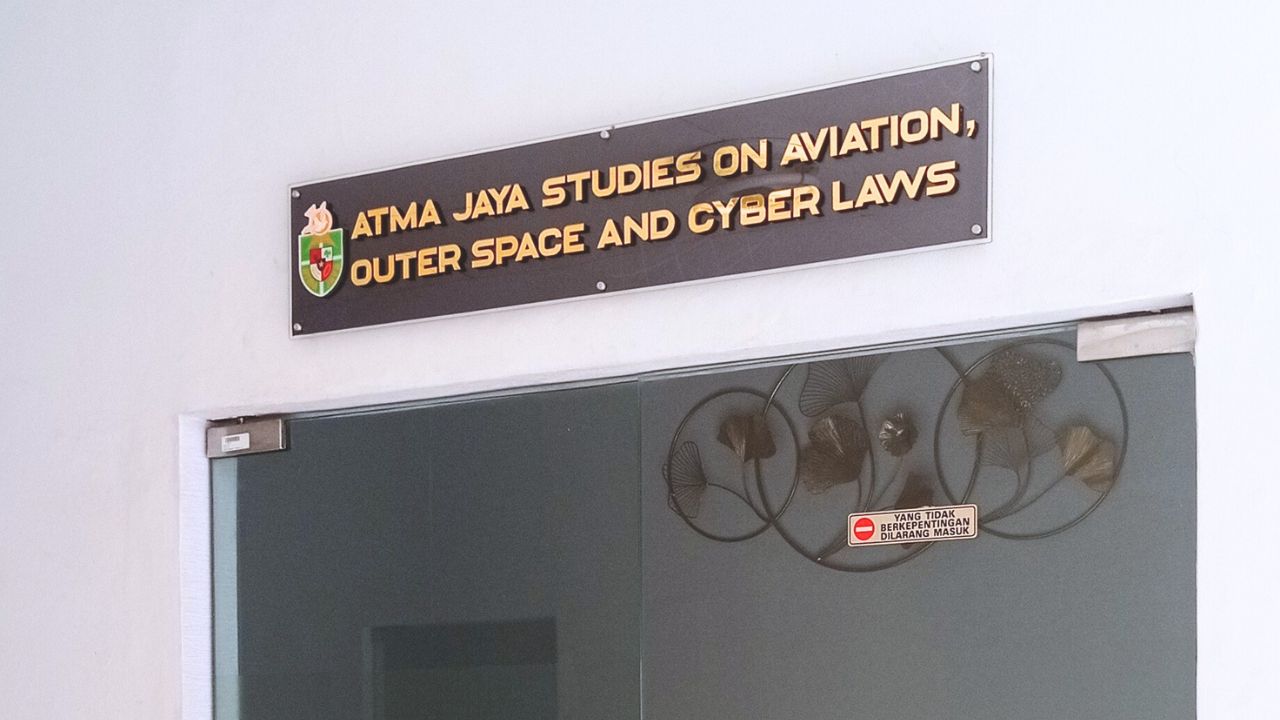 ATMA JAYA STUDIES ON AVIATION,
OUTER SPACE AND CYBER LAWS
YANG TIDAK
BERKEPENTINGAN
DILARANG MASUK